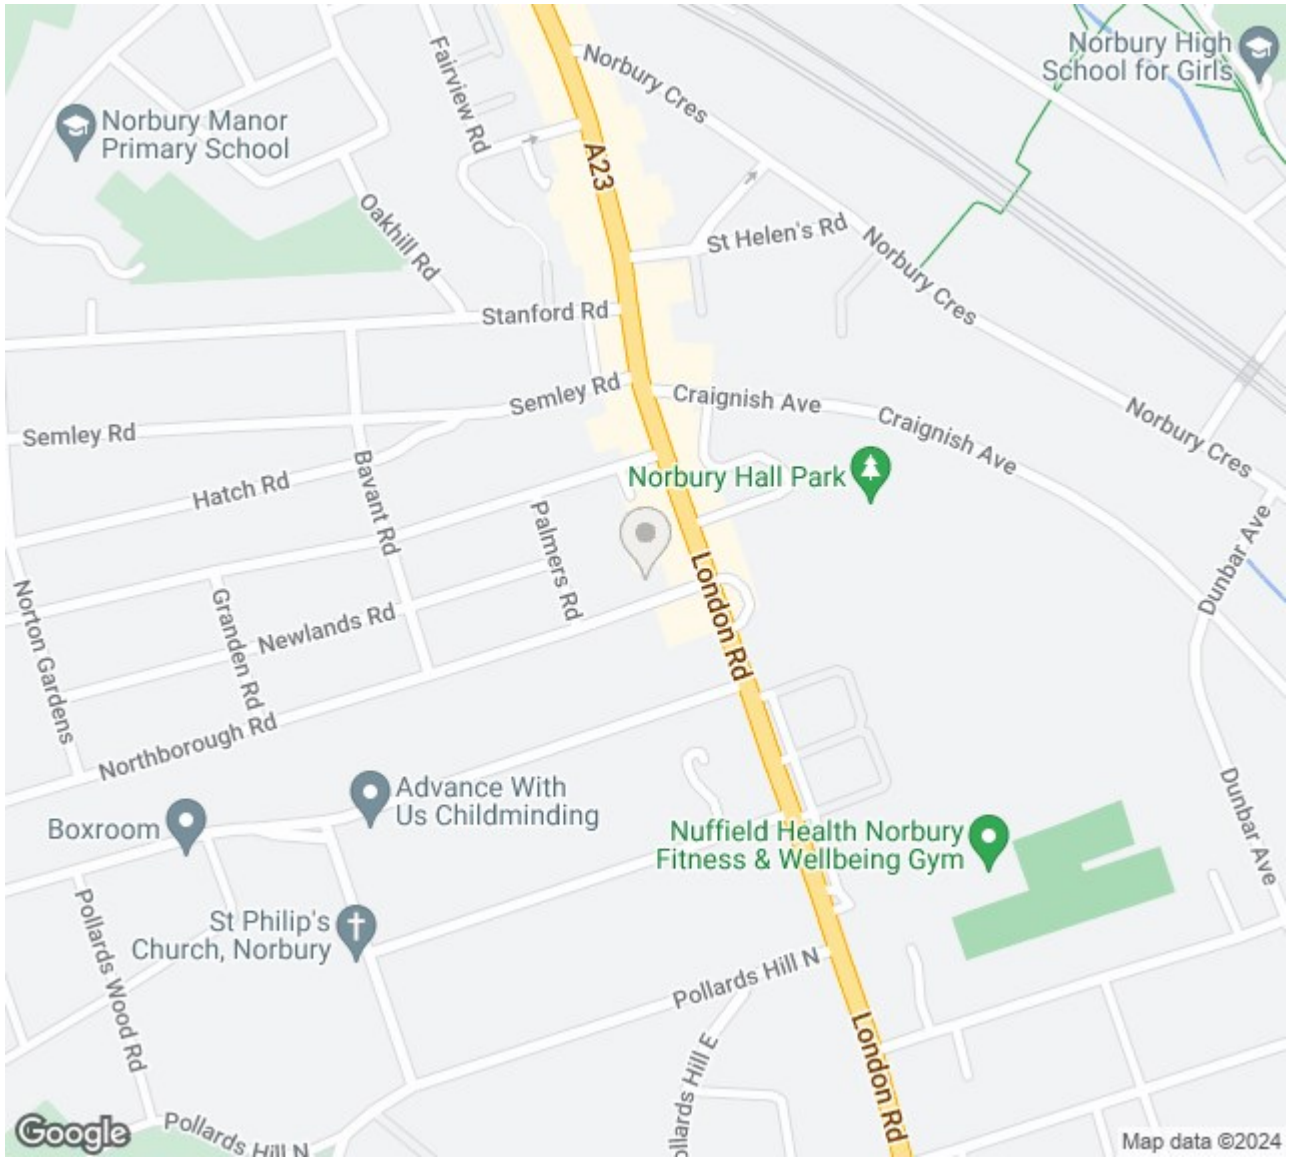 Norbury High
School for Girls
Fairview Rd
Norbury Cres
Norbury Manor
Primary School
A23
Oakhill Rd
St Helen's Rd
Norbury Cres
Stanford Rd
Semley Rd
Craignish Ave
Craignish Ave
Norbury Cres
Semley Rd
Hatch Rd
Bavant Rd
Norbury Hall Park
Palmers Rd
London Rd
Dunbar Ave
Norton Gardens
Granden Rd
Newlands Rd
Northborough Rd
Advance With
Us Childminding
Boxroom
Nuffield Health Norbury
Fitness & Wellbeing Gym
Dunbar Ave
St Philip's
Church, Norbury
Pollards Wood Rd
Pollards Hill N
London Rd
ollards Hill E
Pollards Hill N
Google
Map data ©2024